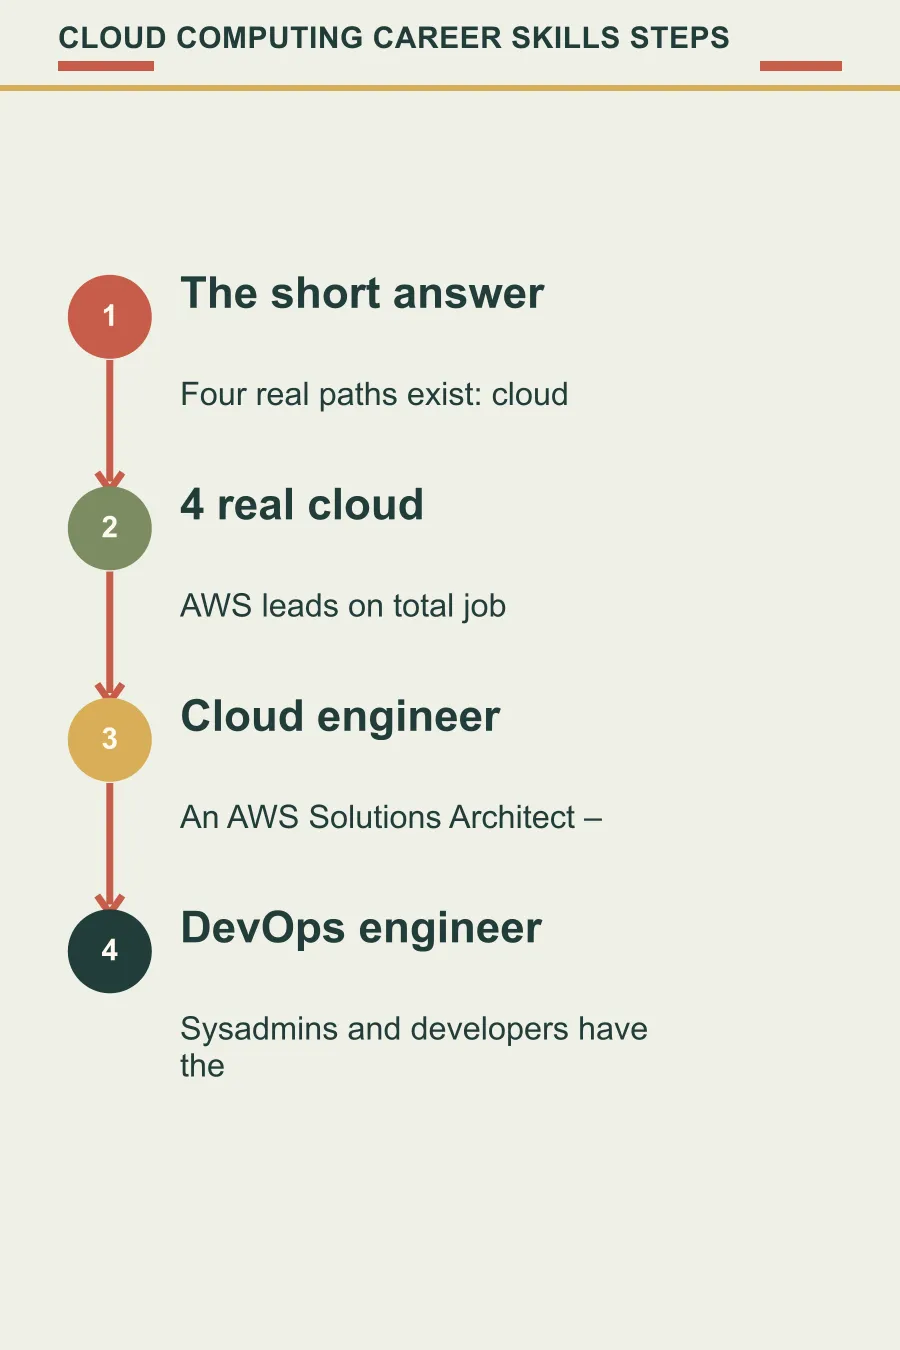 CLOUD COMPUTING CAREER SKILLS STEPS
1
The short answer
Four real paths exist: cloud
2
4 real cloud
AWS leads on total job
3
Cloud engineer
An AWS Solutions Architect –
4
DevOps engineer
Sysadmins and developers have
the